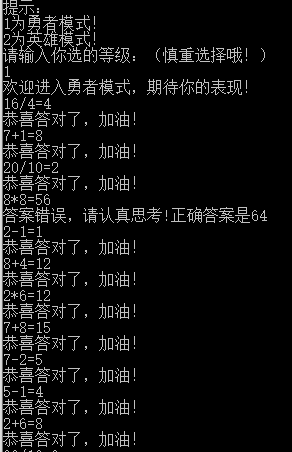 提示:
1为勇者模式!
2为英雄模式!
请输入你选的等级: (慎重选择哦! )
1
欢迎进入勇者模式, 期待你的表现!
16/4=4
恭喜答对了, 加油!
7+1=8
恭喜答对了, 加油!
20/10=2
恭喜答对了, 加油!
8*8=56
答案错误, 请认真思考!正确答案是64
2-1=1
恭喜答对了, 加油!
8+4=12
恭喜答对了, 加油!
2*6=12
恭喜答对了, 加油!
7+8=15
恭喜答对了, 加油!
7-2=5
恭喜答对了, 加油!
5-1=4
恭喜答对了, 加油!
2+6=8
恭喜答对了, 加油!